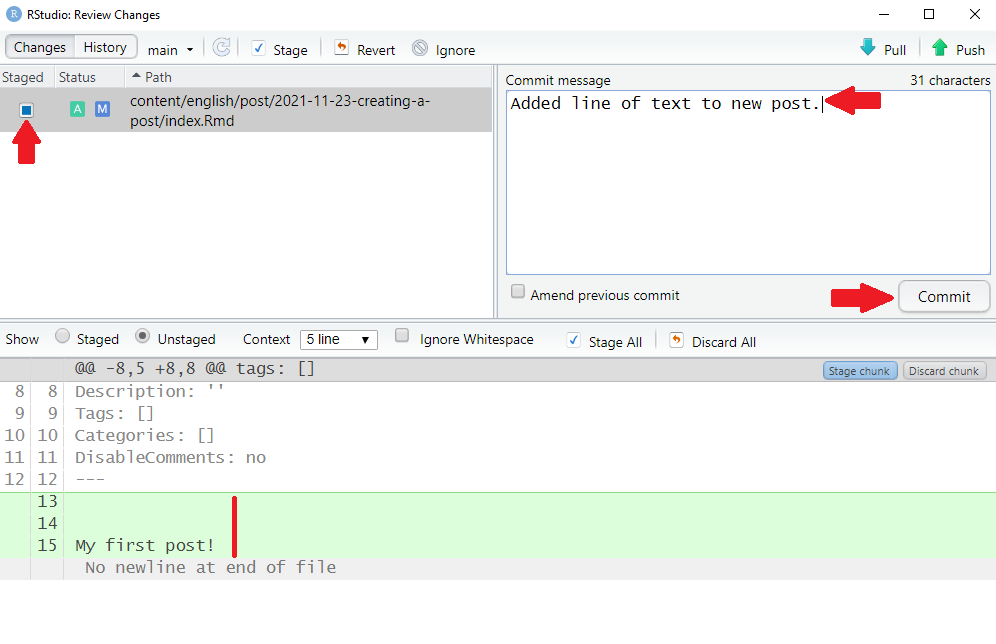 RStudio: Review Changes
Changes History main Stage Revert Ignore Pull Push
Staged Status Path
content/english/post/2021-11-23-creating-a-
post/index.Rmd
A M
Commit message 31 characters
Added line of text to new post.
Amend previous commit
Commit
Show Staged Unstaged Context 5 line Ignore Whitespace Stage All Discard All
@@ -8,5 +8,8 @@ tags: [] Stage chunk Discard chunk
8 8 Description: ''
9 9 Tags: []
10 10 Categories: []
11 11 DisableComments: no
12 12 ---
13
14
15 My first post!
No newline at end of file